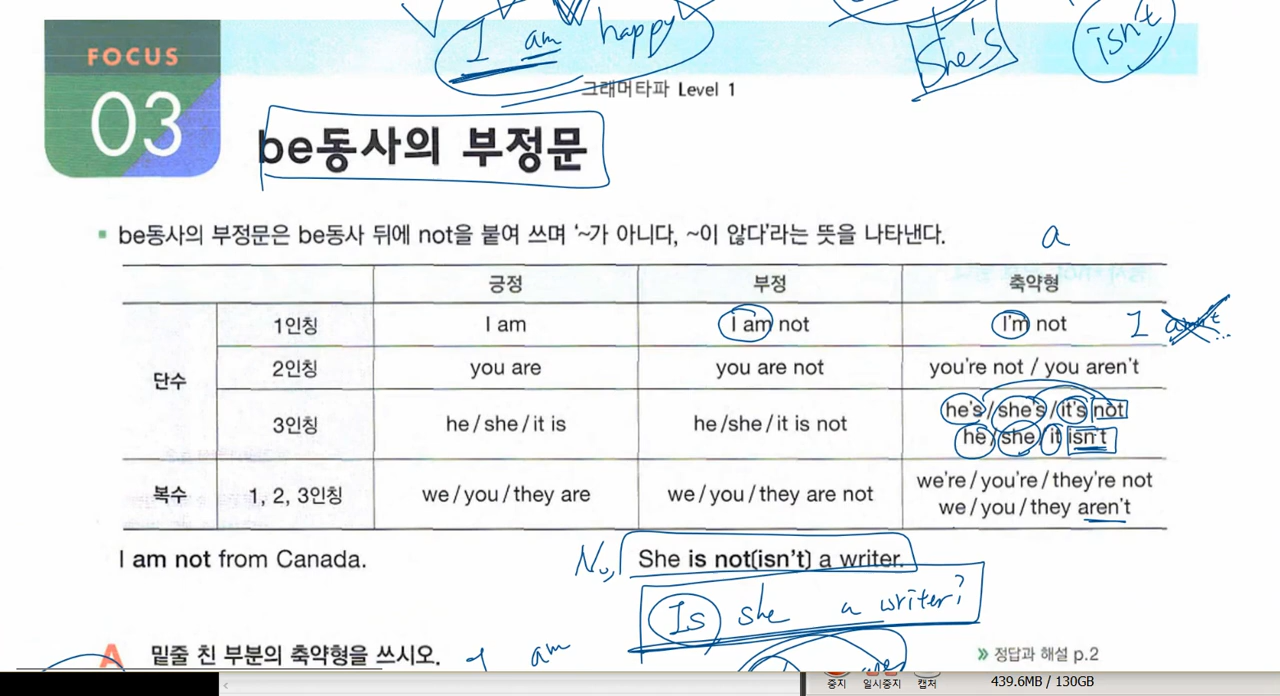 I am happy
she's
isn't
FOCUS
03
그래머타파 Level 1
be동사의 부정문
be동사의 부정문은 be동사 뒤에 not을 붙여 쓰며 '~가 아니다, ~이 않다'라는 뜻을 나타낸다.
a
긍정 부정 축약형
단수 1인칭 I am I am not I'm not I amn't
2인칭 you are you are not you're not / you aren't
3인칭 he/she/it is he/she/it is not he's/she's/it's not
he/she/it isn't
복수 1, 2, 3인칭 we/you/they are we/you/they are not we're/you're/they're not
we/you/they aren't
I am not from Canada. No, She is not(isn't) a writer.
Is she a writer?
A 밑줄 친 부분의 축약형을 쓰시오. am
» 정답과 해설 p.2
중지 일시중지 캡처 439.6MB / 130GB